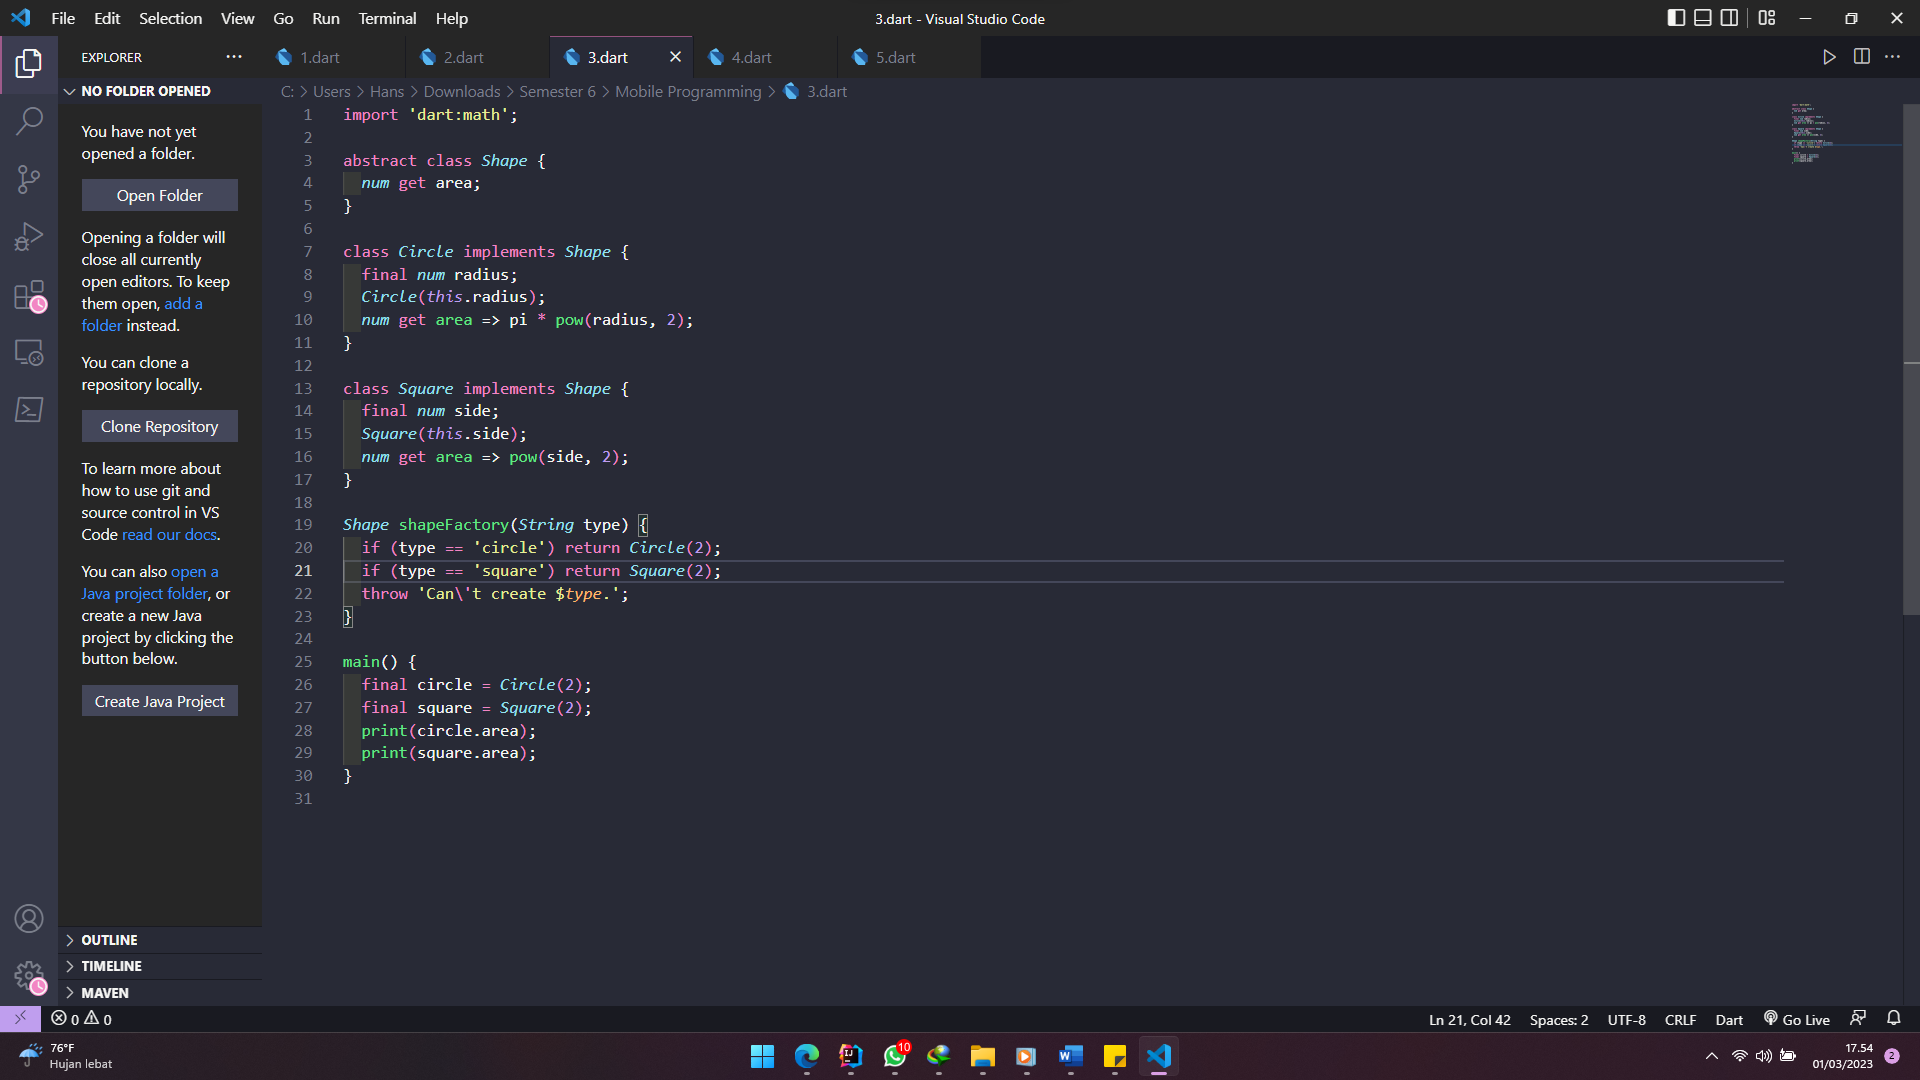 File Edit Selection View Go Run Terminal Help
3.dart - Visual Studio Code
EXPLORER
1.dart
2.dart
3.dart
4.dart
5.dart
NO FOLDER OPENED
C: > Users > Hans > Downloads > Semester 6 > Mobile Programming > 3.dart
You have not yet
opened a folder.
Open Folder
Opening a folder will
close all currently
open editors. To keep
them open, add a
folder instead.
You can clone a
repository locally.
Clone Repository
To learn more about
how to use git and
source control in VS
Code read our docs.
You can also open a
Java project folder, or
create a new Java
project by clicking the
button below.
Create Java Project
OUTLINE
TIMELINE
MAVEN
1 import 'dart:math';
2
3 abstract class Shape {
4   num get area;
5 }
6
7 class Circle implements Shape {
8   final num radius;
9   Circle(this.radius);
10   num get area => pi * pow(radius, 2);
11 }
12
13 class Square implements Shape {
14   final num side;
15   Square(this.side);
16   num get area => pow(side, 2);
17 }
18
19 Shape shapeFactory(String type) {
20   if (type == 'circle') return Circle(2);
21   if (type == 'square') return Square(2);
22   throw 'Can\'t create $type.';
23 }
24
25 main() {
26   final circle = Circle(2);
27   final square = Square(2);
28   print(circle.area);
29   print(square.area);
30 }
31
0 0
Ln 21, Col 42 Spaces: 2 UTF-8 CRLF Dart Go Live
76°F
Hujan lebat
10
17.54
01/03/2023
2